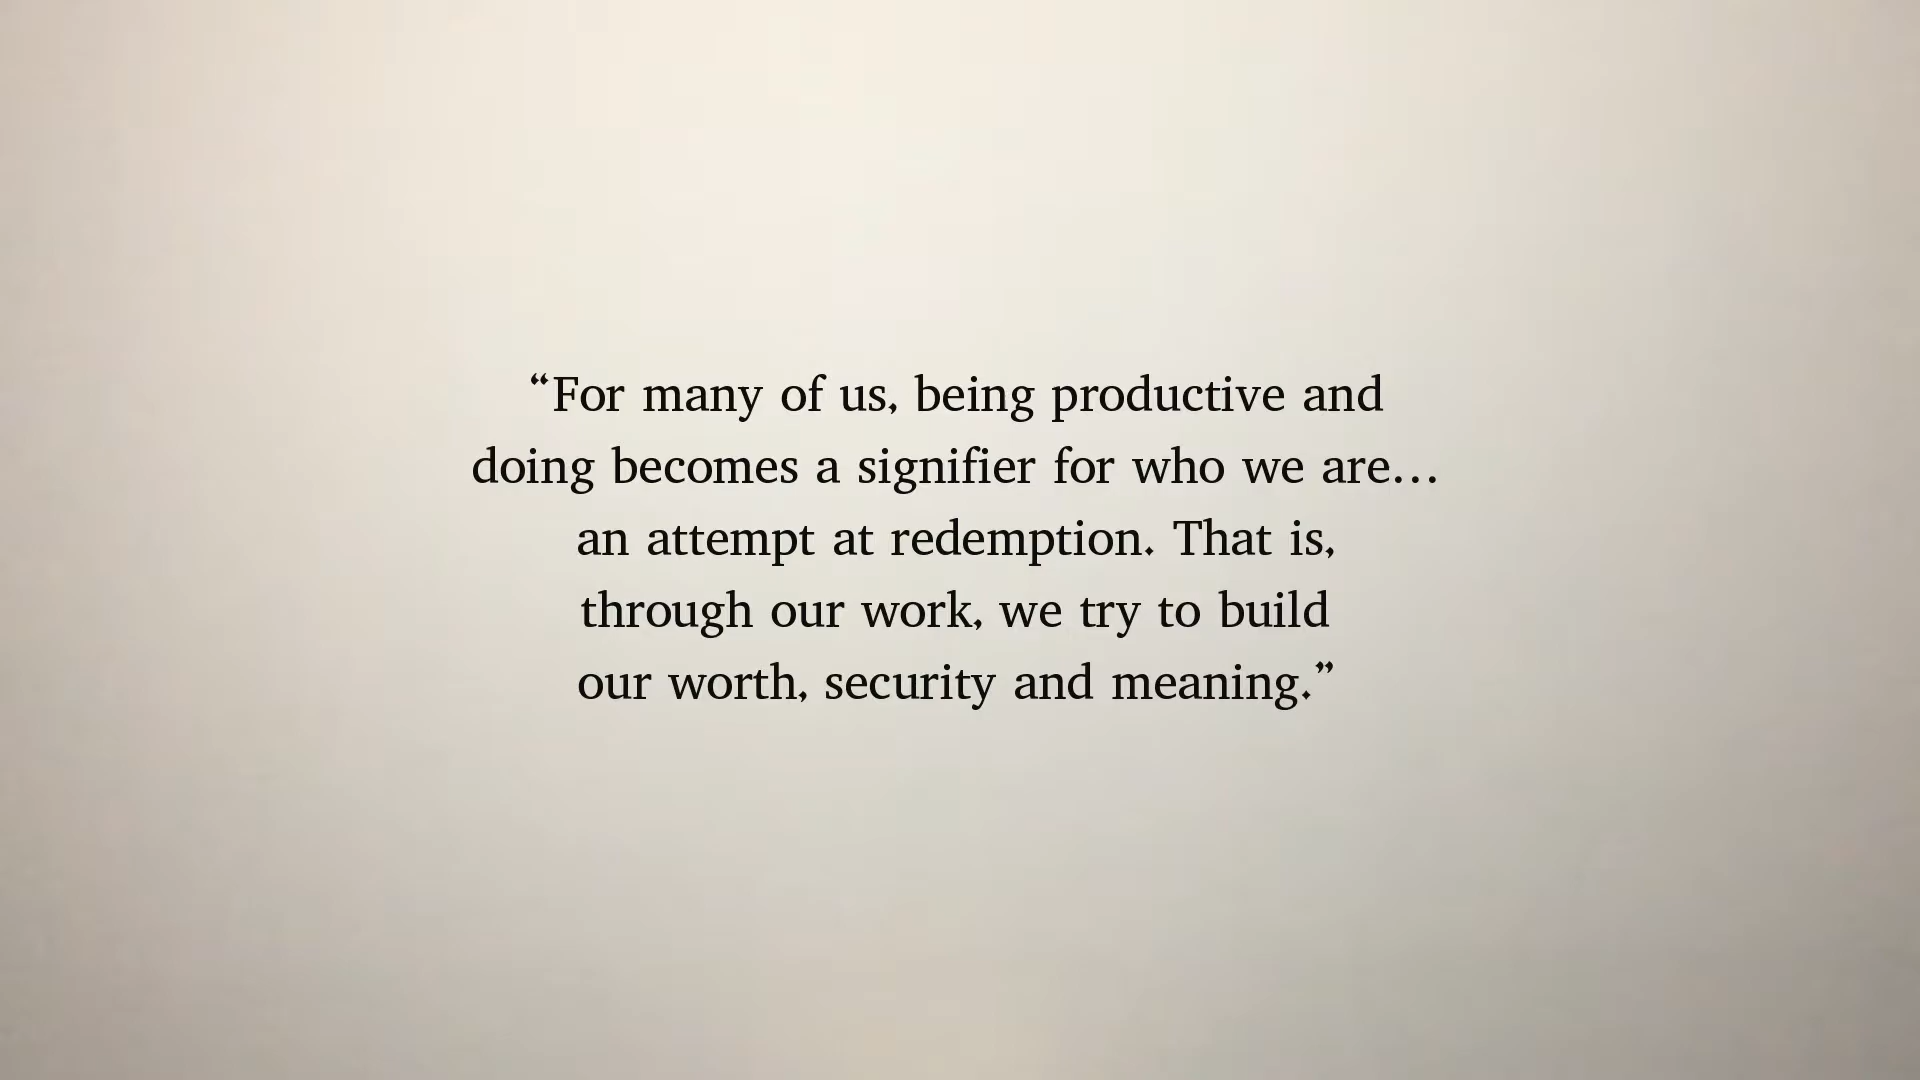 “For many of us, being productive and
doing becomes a signifier for who we are…
an attempt at redemption. That is,
through our work, we try to build
our worth, security and meaning.”